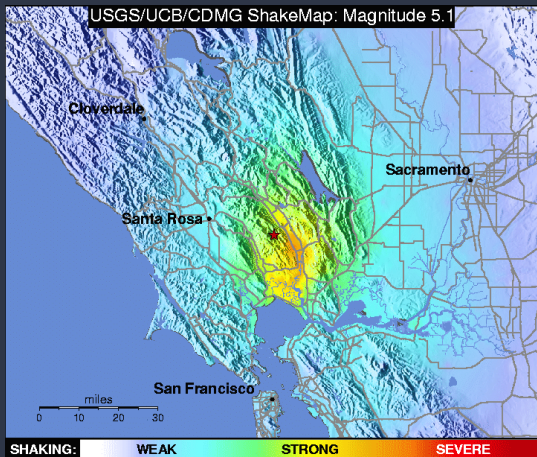 USGS/UCB/CDMG ShakeMap: Magnitude 5.1
Cloverdale
Sacramento
Santa Rosa
San Francisco
miles
0 10 20 30
SHAKING: WEAK STRONG SEVERE